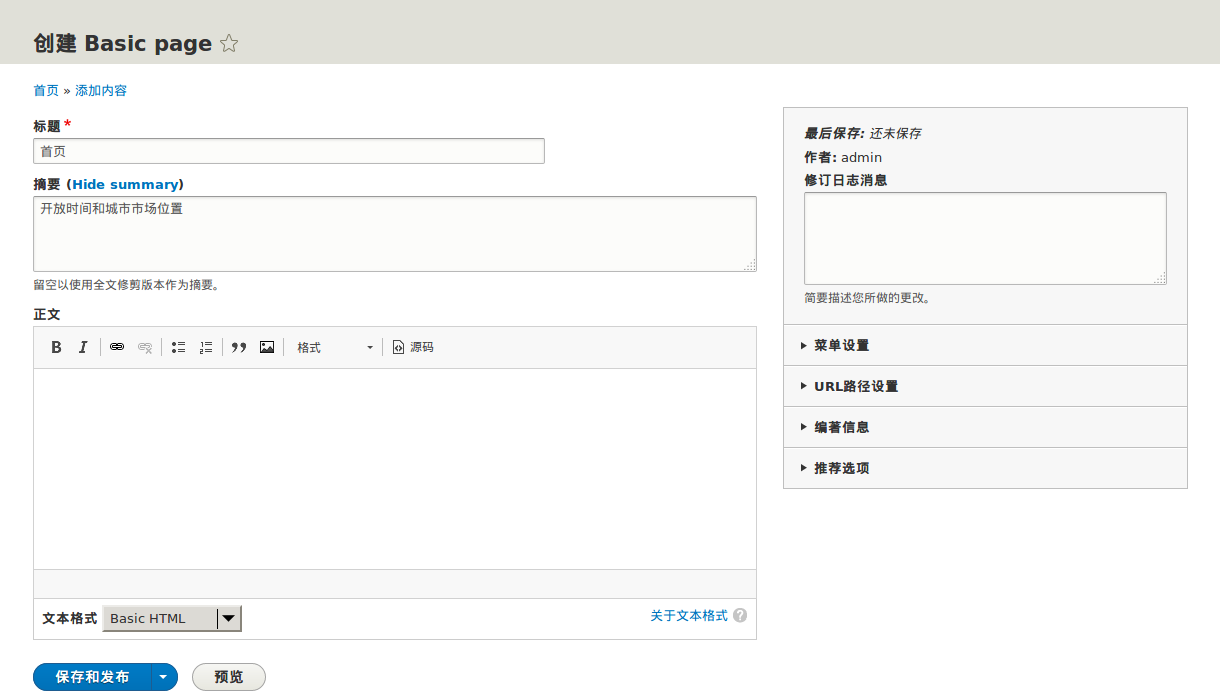 创建 Basic page
首页 » 添加内容
标题 *
首页
摘要 (Hide summary)
开放时间和城市市场位置
留空以使用全文修剪版本作为摘要。
正文
B I 格式 源码
文本格式 Basic HTML 关于文本格式 ?
保存和发布 预览
最后保存: 还未保存
作者: admin
修订日志消息
简要描述您所做的更改。
菜单设置
URL路径设置
编著信息
推荐选项